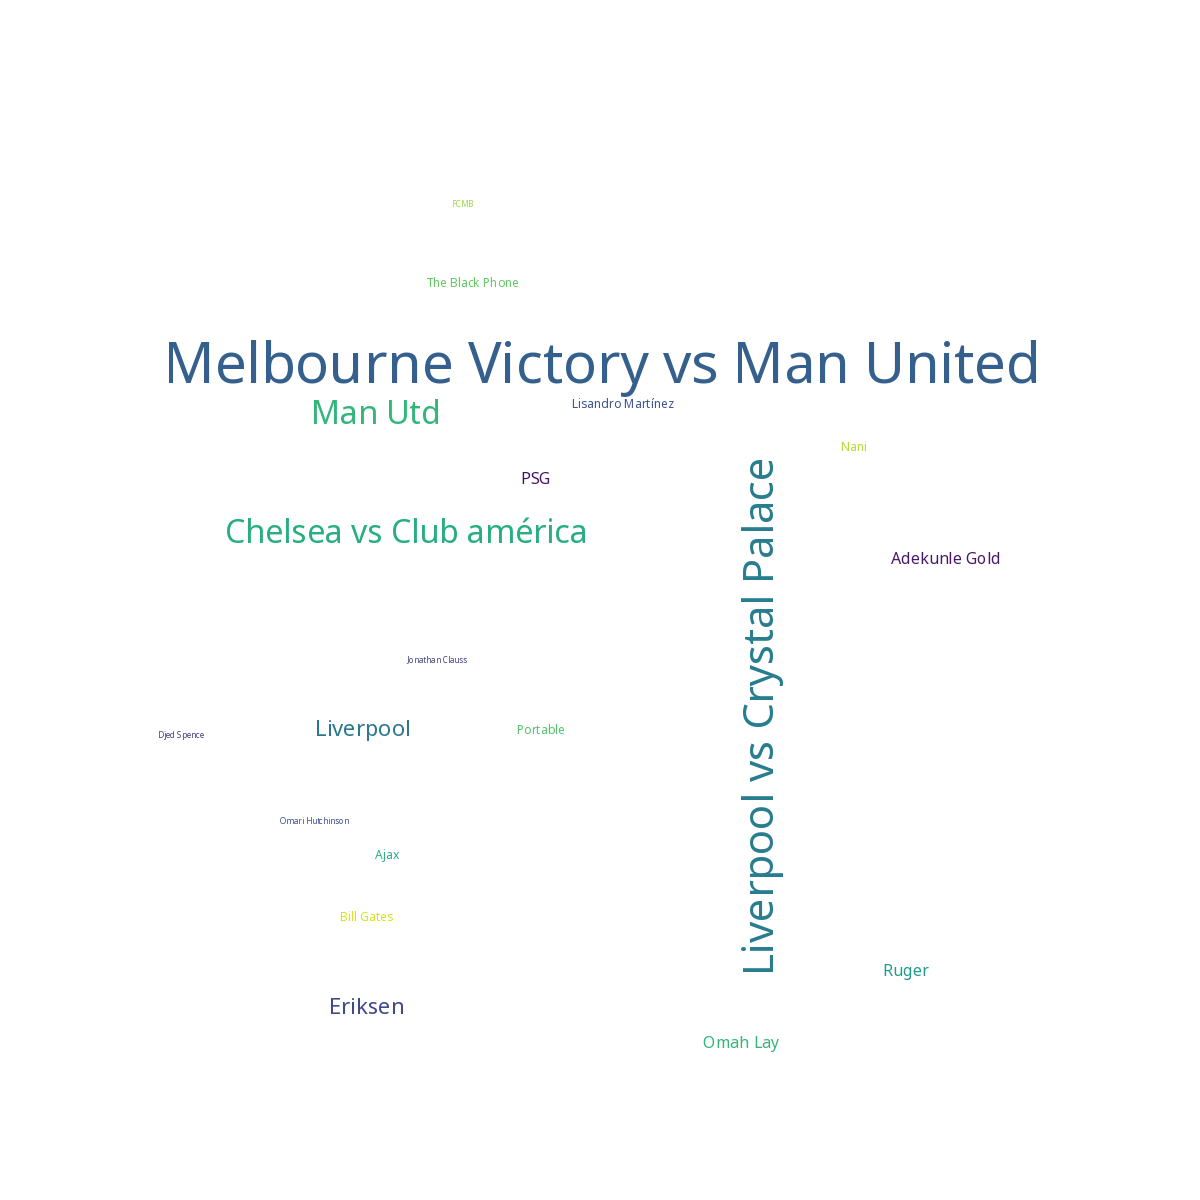 FCMB
The Black Phone
Melbourne Victory vs Man United
Man Utd
Lisandro Martínez
Nani
PSG
Chelsea vs Club américa
Liverpool vs Crystal Palace
Adekunle Gold
Jonathan Clauss
Liverpool
Portable
Djed Spence
Omari Hutchinson
Ajax
Bill Gates
Ruger
Eriksen
Omah Lay